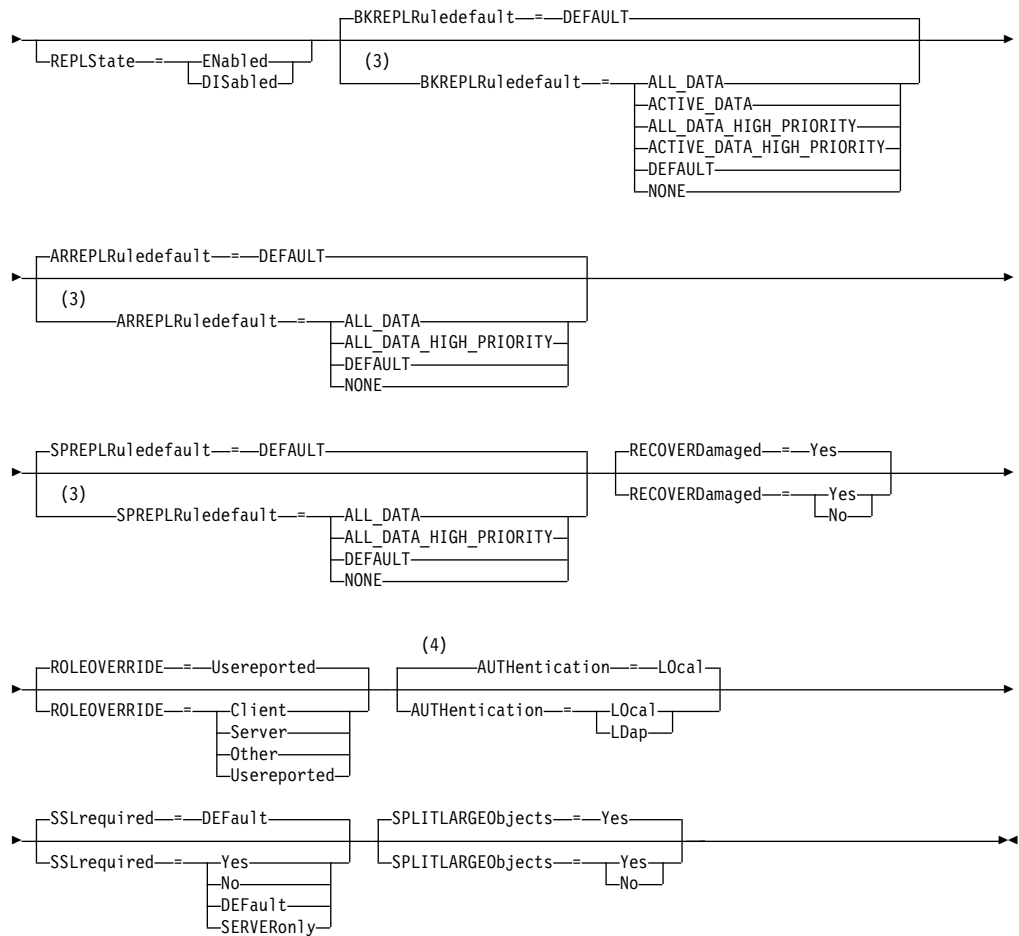 BKREPLRuledefault = DEFAULT
REPLState = ENabled
DISabled
(3)
BKREPLRuledefault = ALL_DATA
ACTIVE_DATA
ALL_DATA_HIGH_PRIORITY
ACTIVE_DATA_HIGH_PRIORITY
DEFAULT
NONE
ARREPLRuledefault = DEFAULT
(3)
ARREPLRuledefault = ALL_DATA
ALL_DATA_HIGH_PRIORITY
DEFAULT
NONE
SPREPLRuledefault = DEFAULT
(3)
SPREPLRuledefault = ALL_DATA
ALL_DATA_HIGH_PRIORITY
DEFAULT
NONE
RECOVERDamaged = Yes
RECOVERDamaged = Yes
No
ROLEOVERRIDE = Usereported
ROLEOVERRIDE = Client
Server
Other
Usereported
(4)
AUTHentication = LOcal
AUTHentication = LOcal
LDap
SSLrequired = DEFault
SSLrequired = Yes
No
DEFault
SERVERonly
SPLITLARGEObjects = Yes
SPLITLARGEObjects = Yes
No